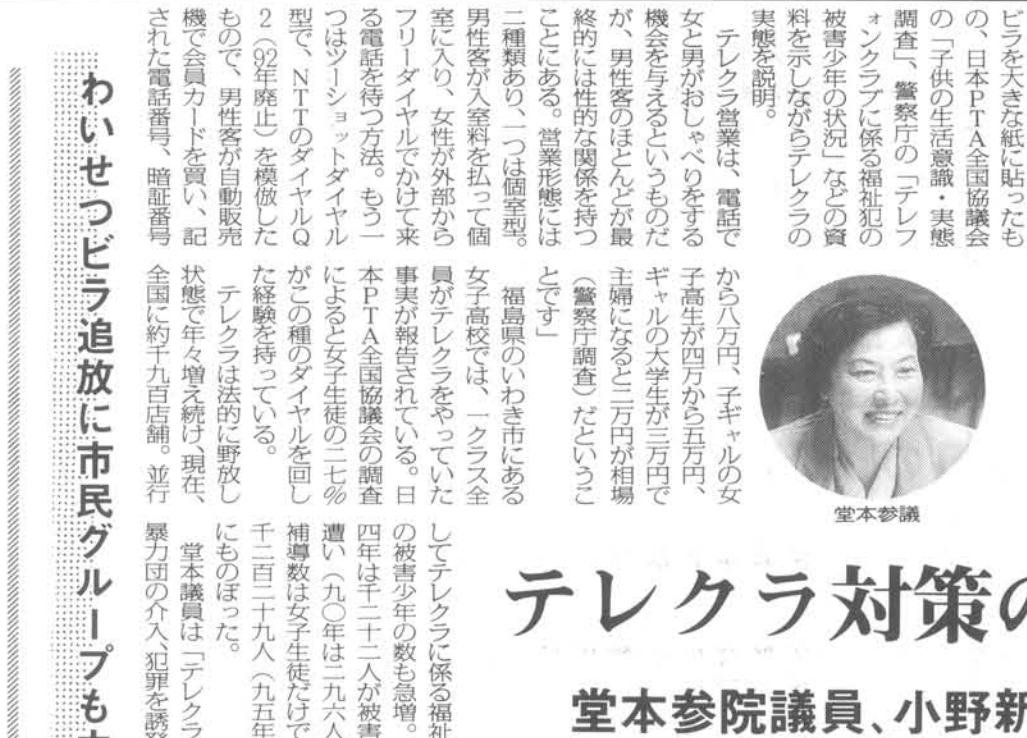 テレクラ対策の
堂本参院議員、小野新
わいせつビラ追放に市民グループも
堂本参議
ビラを大きな紙に貼ったも
の、日本PTA全国協議会
の「子供の生活意識・実態
調査」、警察庁の「テレフ
ォンクラブに係る福祉犯の
被害少年の状況」などの資
料を示しながらテレクラの
実態を説明。
テレクラ営業は、電話で
女と男がおしゃべりをする
機会を与えるというものだ
が、男性客のほとんどが最
終的には性的な関係を持つ
ことにある。営業形態には
二種類あり、一つは個室型。
男性客が入室料を払って個
室に入り、女性が外部から
フリーダイヤルでかけて来
る電話を待つ方法。もう一
つはツーショットダイヤル
型で、NTTのダイヤルQ
2(92年廃止)を模倣した
もので、男性客が自動販売
機で会員カードを買い、記
された電話番号、暗証番号
から八万円、子ギャルの女
子高生が四万から五万円、
ギャルの大学生が三万円で
主婦になると二万円が相場
(警察庁調査)だというこ
とです」
福島県のいわき市にある
女子高校では、一クラス全
員がテレクラをやっていた
事実が報告されている。日
本PTA全国協議会の調査
によると女子生徒の二七%
がこの種のダイヤルを回し
た経験を持っている。
テレクラは法的に野放し
状態で年々増え続け、現在、
全国に約千九百店舗。並行
してテレクラに係る福祉
の被害少年の数も急増。
四年は千二十二人が被害
遭い(九〇年は二九六人
補導数は女子生徒だけで
千二百二十九人(九五年
にものぼった。
堂本議員は「テレクラ
暴力団の介入、犯罪を誘発